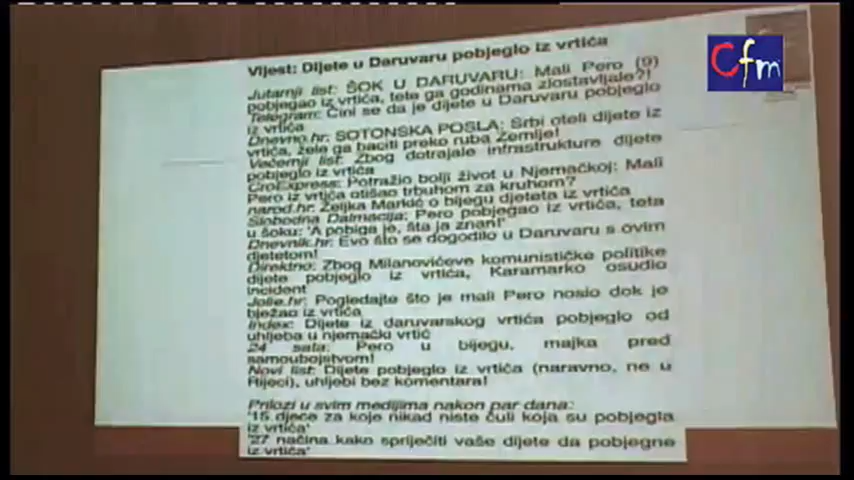 Cfm
Vijest: Dijete u Daruvaru pobjeglo iz vrtića
Jutarnji list: ŠOK U DARUVARU: Mali Pero (9)
pobjegao iz vrtića, tete ga godinama zlostavljale?!
Telegram: Čini se da je dijete u Daruvaru pobjeglo
iz vrtića
Dnevno.hr: SOTONSKA POSLA: Srbi oteli dijete iz
vrtića, žele ga baciti preko ruba Zemlje!
Večernji list: Zbog dotrajale infrastrukture dijete
pobjeglo iz vrtića
CroExpress: Potražio bolji život u Njemačkoj: Mali
Pero iz vrtića otišao trbuhom za kruhom?
narod.hr: Željka Markić o bijegu djeteta iz vrtića
Slobodna Dalmacija: Pero pobjegao iz vrtića, teta
u šoku: 'A pobiga je, šta ja znan!'
Dnevnik.hr: Evo što se dogodilo u Daruvaru s ovim
djetetom!
Direktno: Zbog Milanovićeve komunističke politike
dijete pobjeglo iz vrtića, Karamarko osudio
incident
Joile.hr: Pogledajte što je mali Pero nosio dok je
bježao iz vrtića
Index: Dijete iz daruvarskog vrtića pobjeglo od
uhljeba u njemački vrtić
24 sata: Pero u bijegu, majka pred
samoubojstvom!
Novi list: Dijete pobjeglo iz vrtića (naravno, ne u
Rijeci), uhljebi bez komentara!
Prilozi u svim medijima nakon par dana:
'15 djece za koje nikad niste čuli koja su pobjegla
iz vrtića'
'27 načina kako spriječiti vaše dijete da pobjegne
iz vrtića'